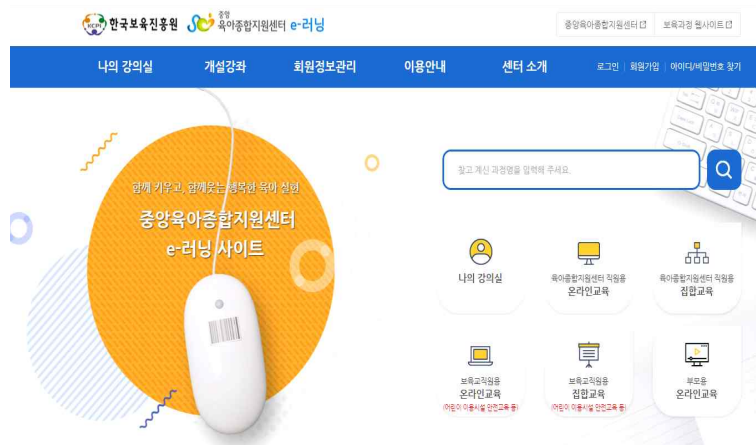 한국보육진흥원
중앙
육아종합지원센터 e-러닝
중앙육아종합지원센터
보육과정 웹사이트
나의 강의실
개설강좌
회원정보관리
이용안내
센터 소개
로그인
회원가입
아이디/비밀번호 찾기
함께 키우고, 함께웃는 행복한 육아 실현
중앙육아종합지원센터
e-러닝 사이트
찾고 계신 과정명을 입력해 주세요.
나의 강의실
육아종합지원센터 직원용
온라인교육
육아종합지원센터 직원용
집합교육
보육교직원용
온라인교육
(어린이 이용시설 안전교육 등)
보육교직원용
집합교육
(어린이 이용시설 안전교육 등)
부모용
온라인교육